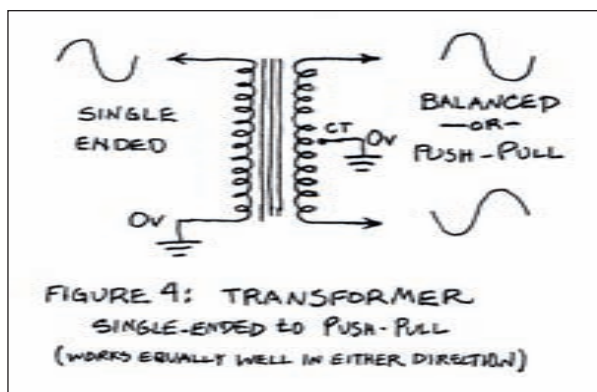 SINGLE
ENDED
0V
CT
0V
BALANCED
—OR—
PUSH-PULL
FIGURE 4: TRANSFORMER
SINGLE-ENDED to PUSH-PULL
(WORKS EQUALLY WELL IN EITHER DIRECTION)